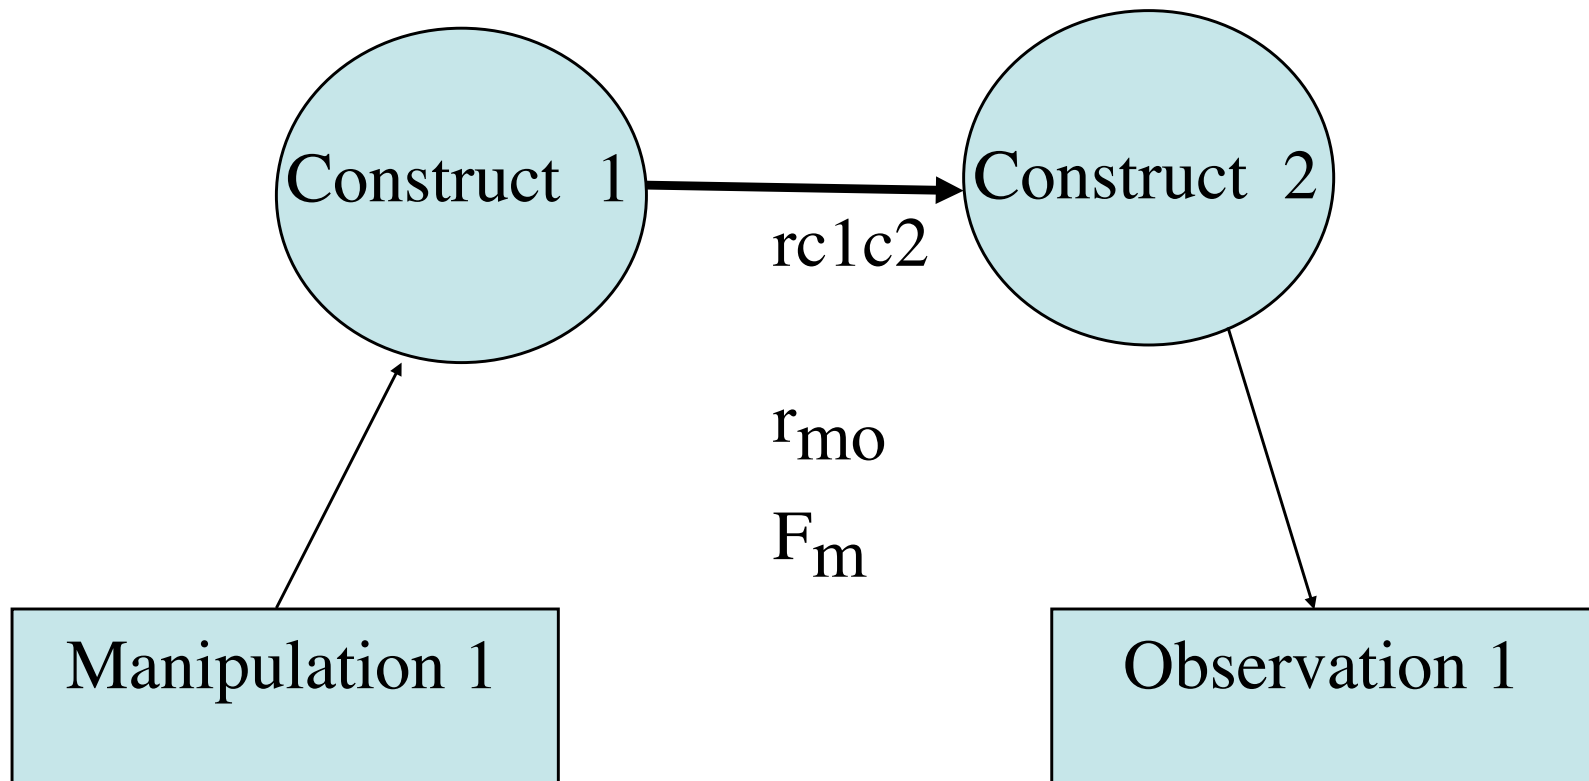 Construct 1
Construct 2
rc1c2
rmo
Fm
Manipulation 1
Observation 1